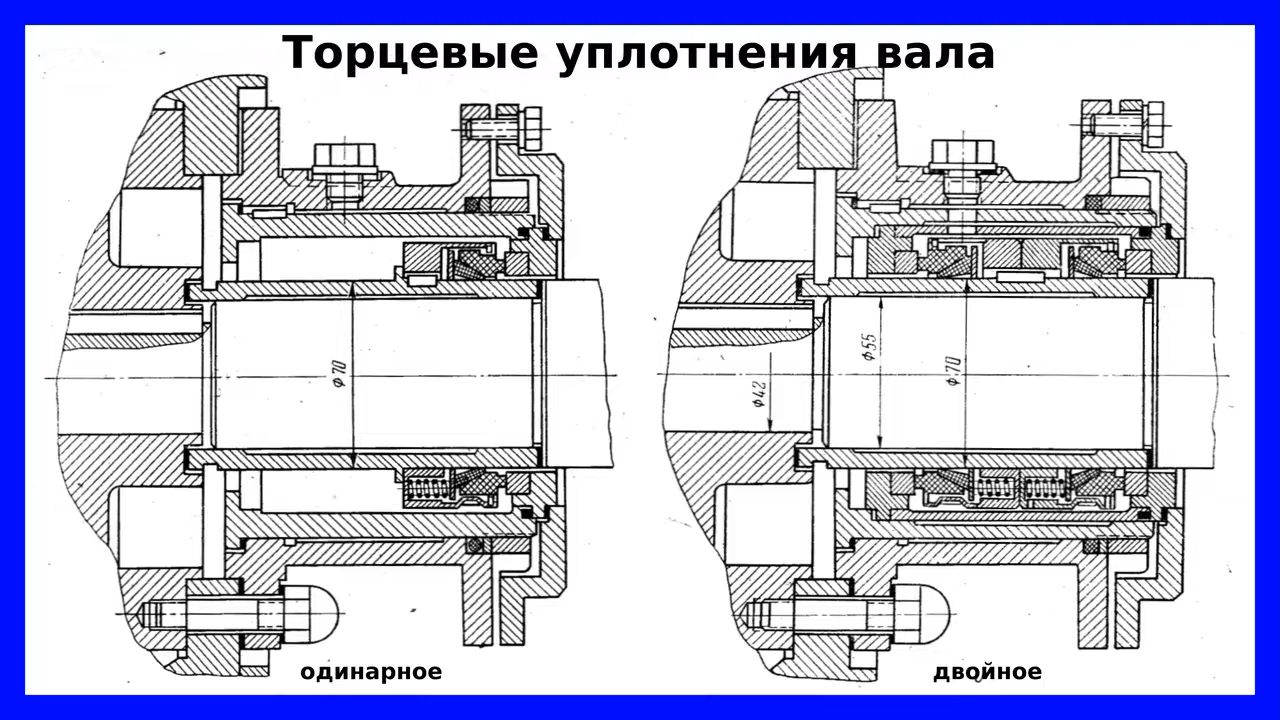 Торцевые уплотнения вала
ϕ70
ϕ42
ϕ55
ϕ70
одинарное
двойное